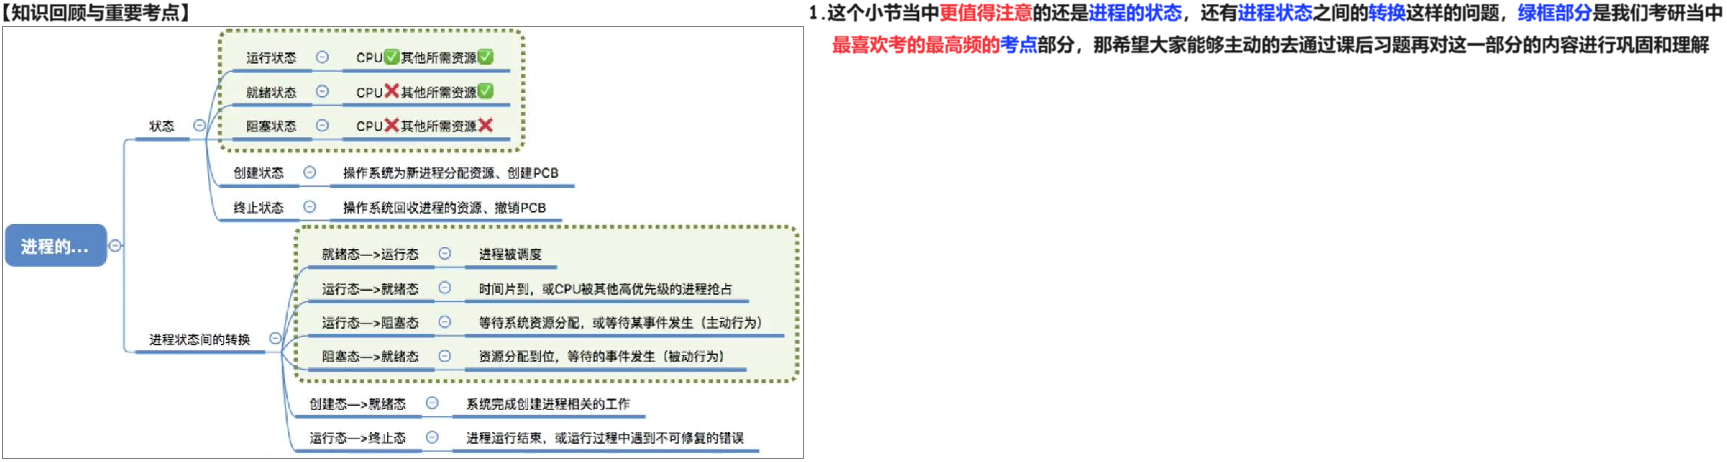 【知识回顾与重要考点】
1.这个小节当中更值得注意的还是进程的状态，还有进程状态之间的转换这样的问题，绿框部分是我们考研当中
最喜欢考的最高频的考点部分，那希望大家能够主动的去通过课后习题再对这一部分的内容进行巩固和理解
进程的...
状态
运行状态 CPU✅其他所需资源✅
就绪状态 CPU❌其他所需资源✅
阻塞状态 CPU❌其他所需资源❌
创建状态 操作系统为新进程分配资源、创建PCB
终止状态 操作系统回收进程的资源、撤销PCB
进程状态间的转换
就绪态—>运行态 进程被调度
运行态—>就绪态 时间片到，或CPU被其他高优先级的进程抢占
运行态—>阻塞态 等待系统资源分配，或等待某事件发生（主动行为）
阻塞态—>就绪态 资源分配到位，等待的事件发生（被动行为）
创建态—>就绪态 系统完成创建进程相关的工作
运行态—>终止态 进程运行结束，或运行过程中遇到不可修复的错误